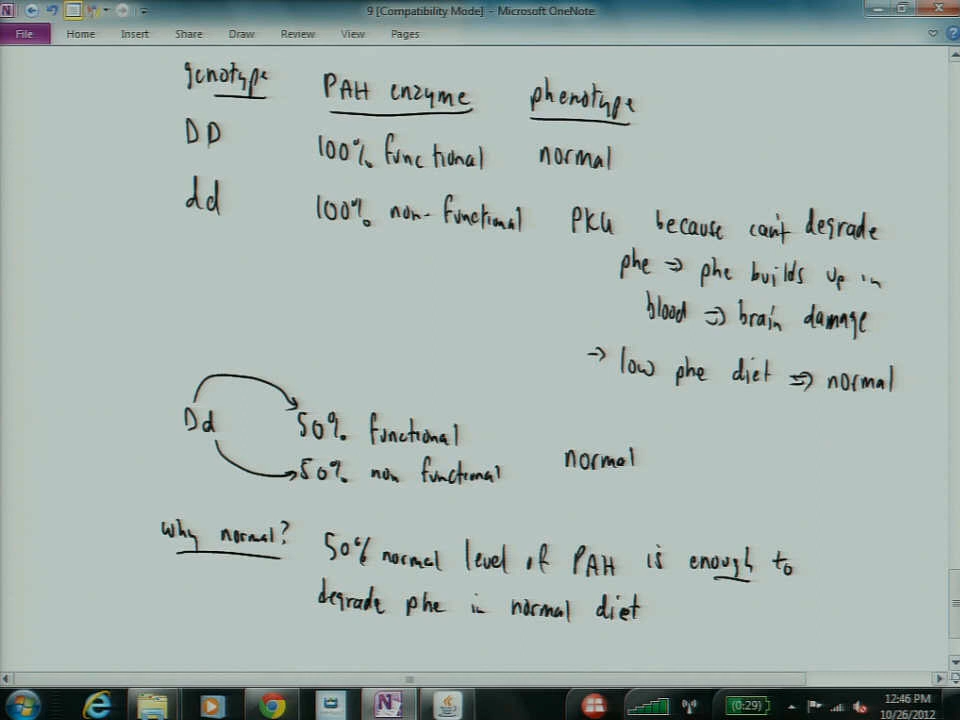 9 [Compatibility Mode] - Microsoft OneNote
File Home Insert Share Draw Review View Pages
genotype PAH enzyme phenotype
DD 100% functional normal
dd 100% non-functional PKU because can't degrade
phe ⇒ phe builds up in
blood ⇒ brain damage
→ low phe diet ⇒ normal
Dd 50% functional
50% non functional normal
why normal? 50% normal level of PAH is enough to
degrade phe in normal diet
(0:29) 12:46 PM
10/26/2012